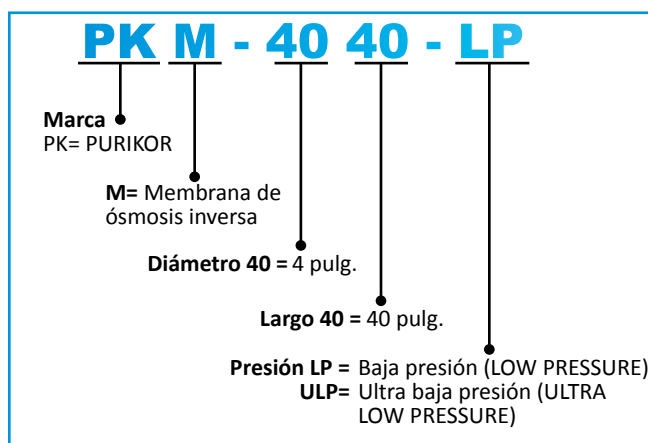 PK M - 40 40 - LP
Marca
PK= PURIKOR
M= Membrana de
ósmosis inversa
Diámetro 40 = 4 pulg.
Largo 40 = 40 pulg.
Presión LP = Baja presión (LOW PRESSURE)
ULP= Ultra baja presión (ULTRA
LOW PRESSURE)